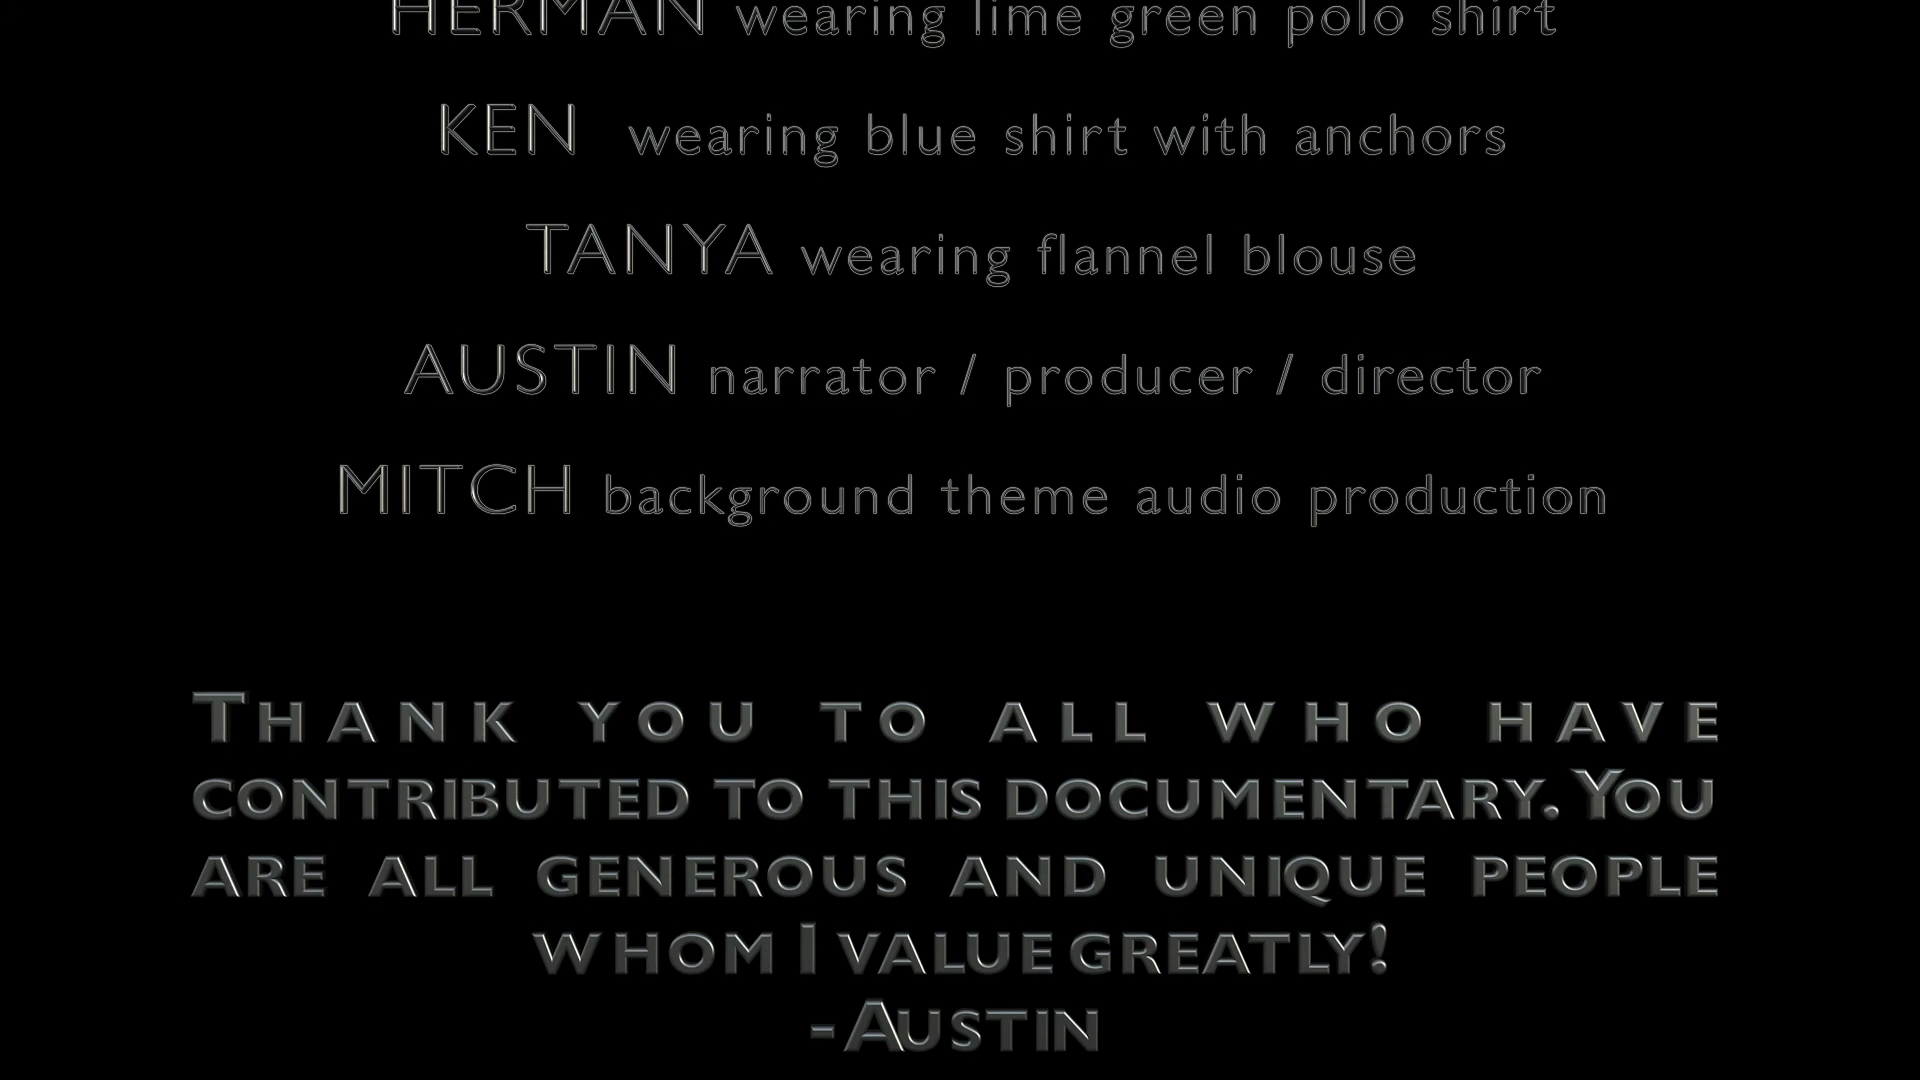 HERMAN wearing lime green polo shirt
KEN wearing blue shirt with anchors
TANYA wearing flannel blouse
AUSTIN narrator / producer / director
MITCH background theme audio production
THANK YOU TO ALL WHO HAVE
CONTRIBUTED TO THIS DOCUMENTARY. YOU
ARE ALL GENEROUS AND UNIQUE PEOPLE
WHOM I VALUE GREATLY!
-AUSTIN